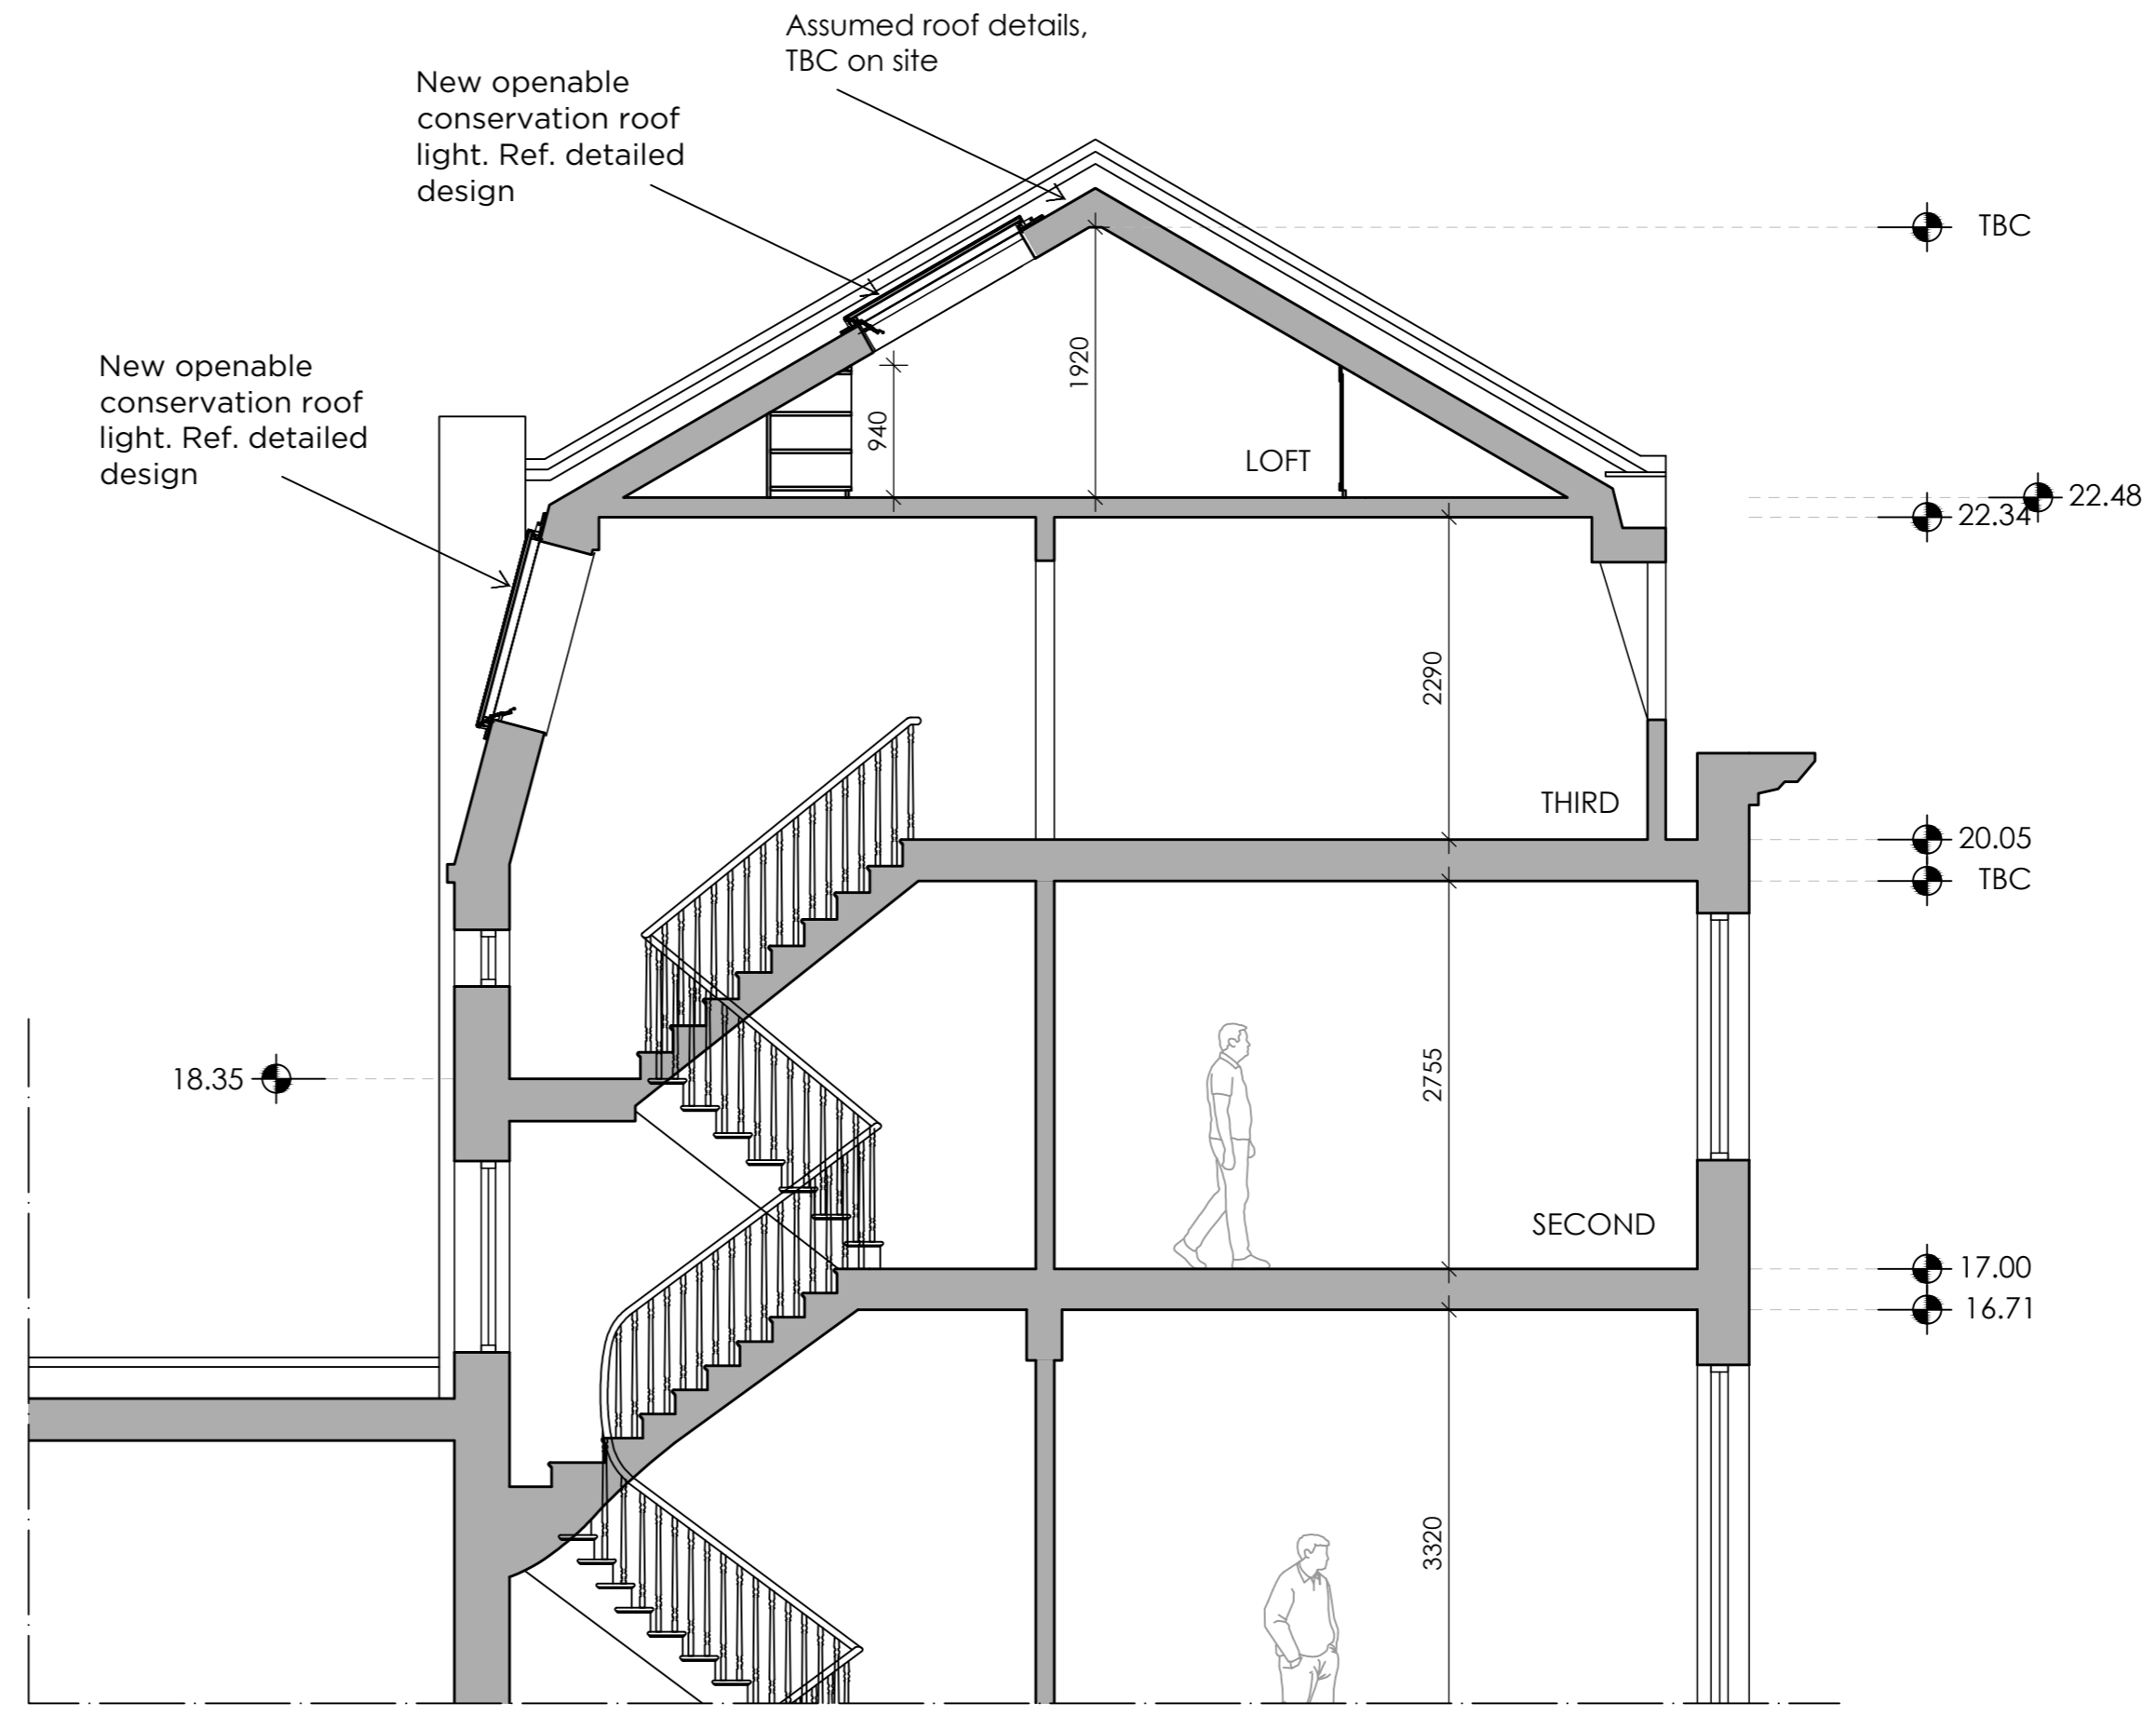 Assumed roof details,
TBC on site
New openable
conservation roof
light. Ref. detailed
design
TBC
New openable
conservation roof
light. Ref. detailed
design
1920
940
LOFT
22.48
22.34
2290
THIRD
20.05
TBC
18.35
2755
SECOND
17.00
16.71
3320